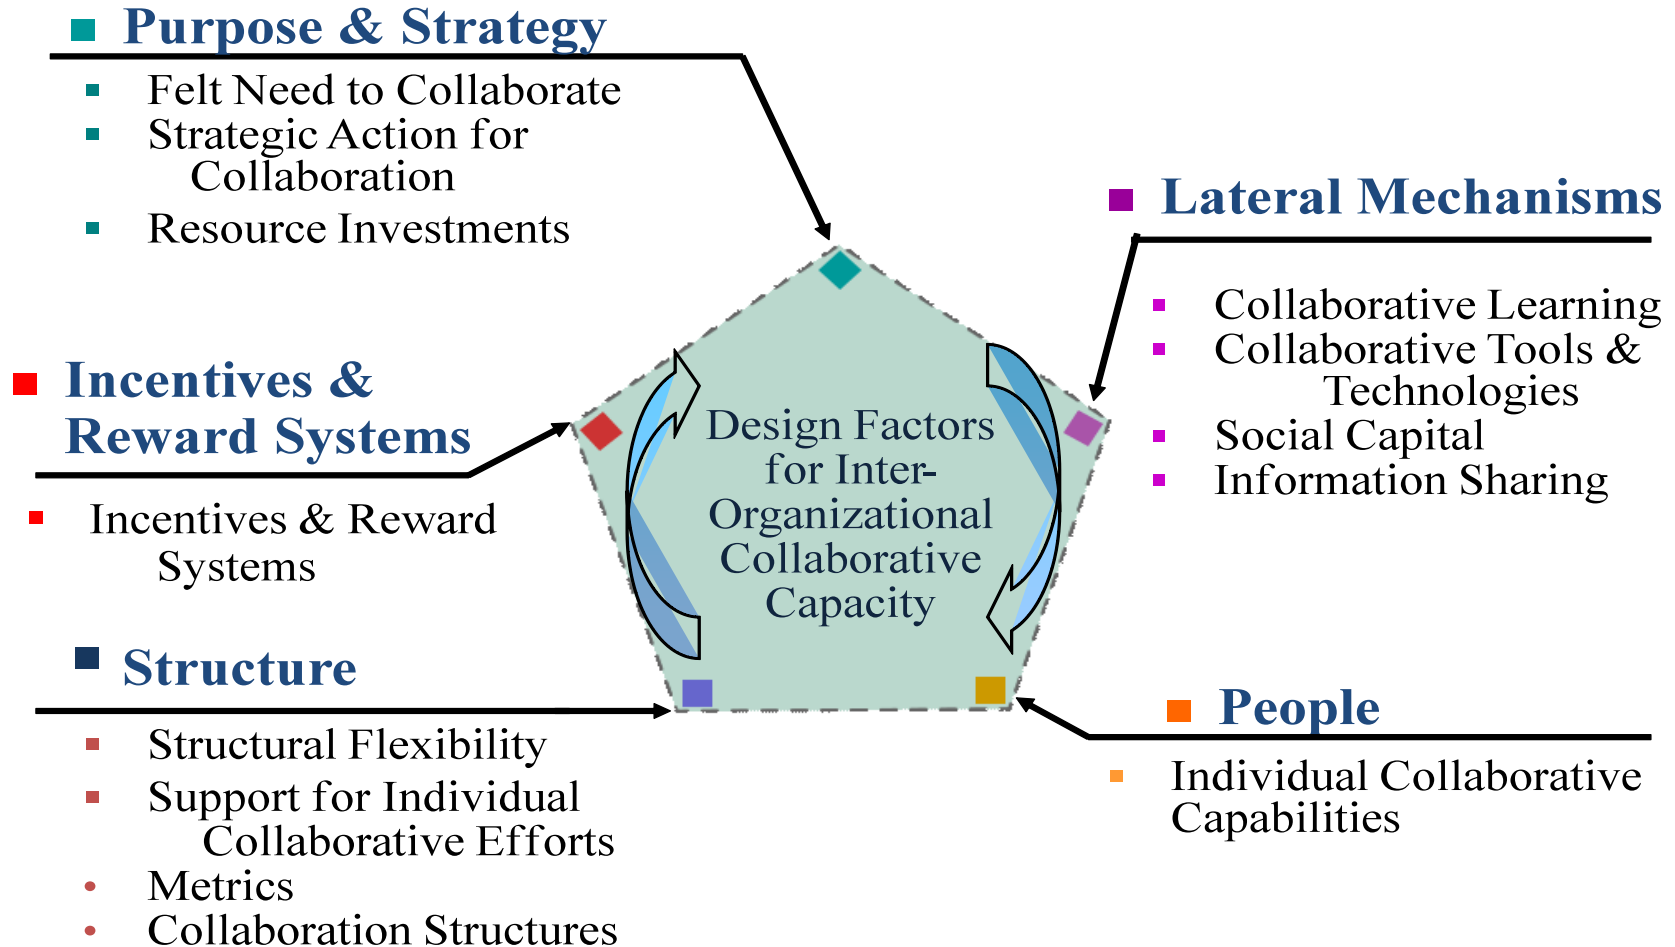 Purpose & Strategy
Felt Need to Collaborate
Strategic Action for
Collaboration
Resource Investments
Lateral Mechanisms
Collaborative Learning
Collaborative Tools &
Technologies
Social Capital
Information Sharing
Incentives &
Reward Systems
Incentives & Reward
Systems
Design Factors
for Inter-
Organizational
Collaborative
Capacity
Structure
Structural Flexibility
Support for Individual
Collaborative Efforts
Metrics
Collaboration Structures
People
Individual Collaborative
Capabilities